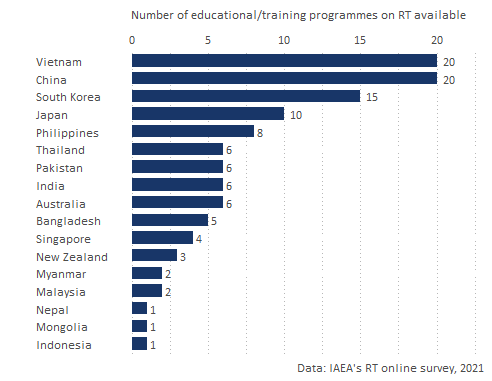 Number of educational/training programmes on RT available
0 5 10 15 20
Vietnam 20
China 20
South Korea 15
Japan 10
Philippines 8
Thailand 6
Pakistan 6
India 6
Australia 6
Bangladesh 5
Singapore 4
New Zealand 3
Myanmar 2
Malaysia 2
Nepal 1
Mongolia 1
Indonesia 1
Data: IAEA's RT online survey, 2021